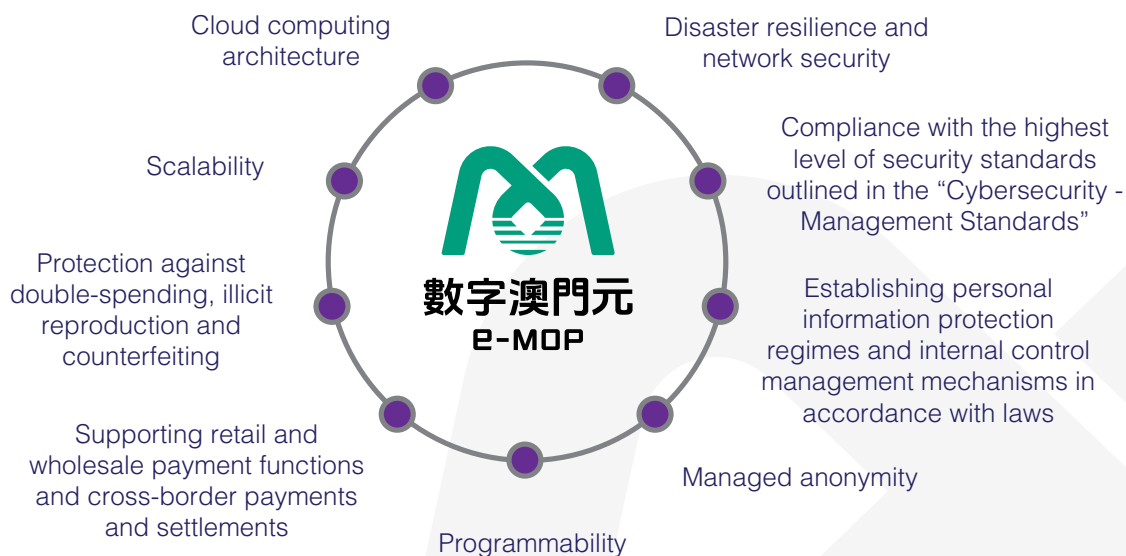 Cloud computing
architecture
Disaster resilience and
network security
Scalability
Compliance with the highest
level of security standards
outlined in the “Cybersecurity -
Management Standards”
Protection against
double-spending, illicit
reproduction and
counterfeiting
數字澳門元
e-MOP
Establishing personal
information protection
regimes and internal control
management mechanisms in
accordance with laws
Supporting retail and
wholesale payment functions
and cross-border payments
and settlements
Managed anonymity
Programmability